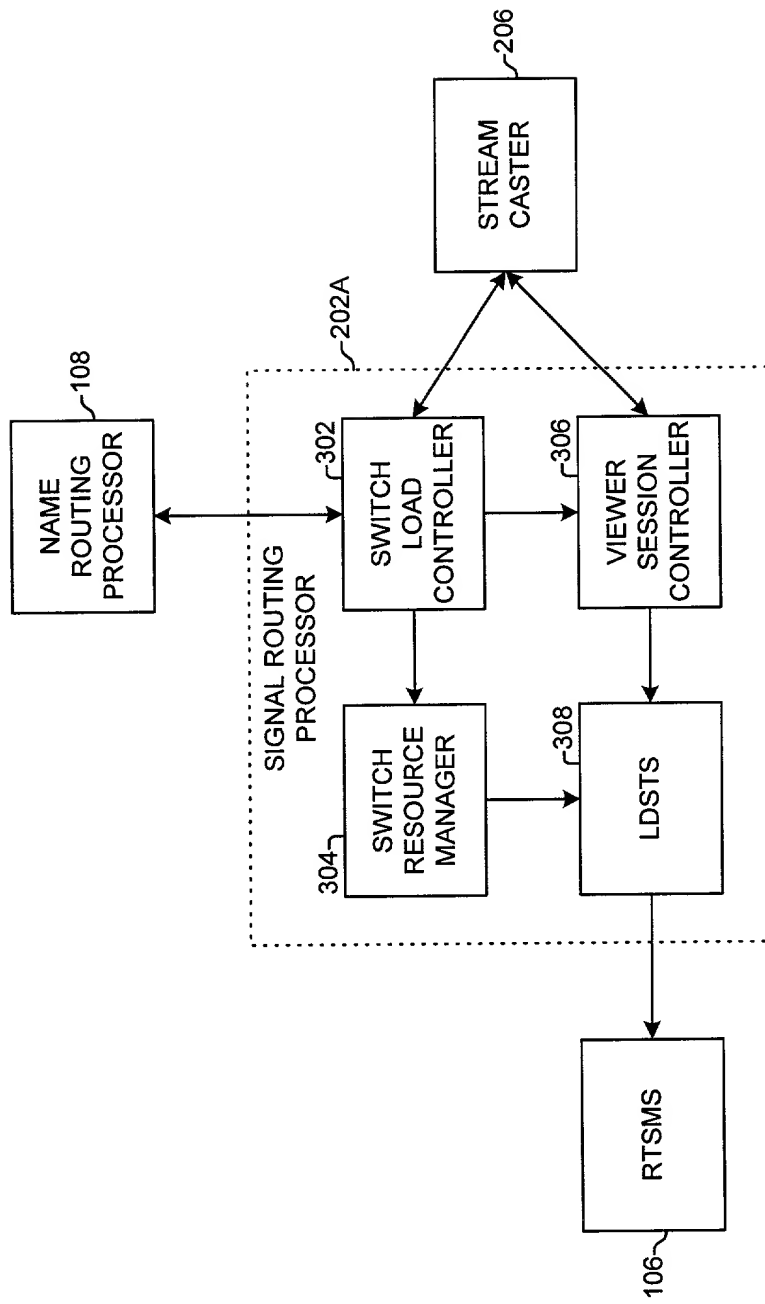 108
NAME
ROUTING
PROCESSOR
202A
SIGNAL ROUTING
PROCESSOR
302
SWITCH
LOAD
CONTROLLER
304
SWITCH
RESOURCE
MANAGER
206
STREAM
CASTER
306
VIEWER
SESSION
CONTROLLER
308
LDSTS
RTSMS
106